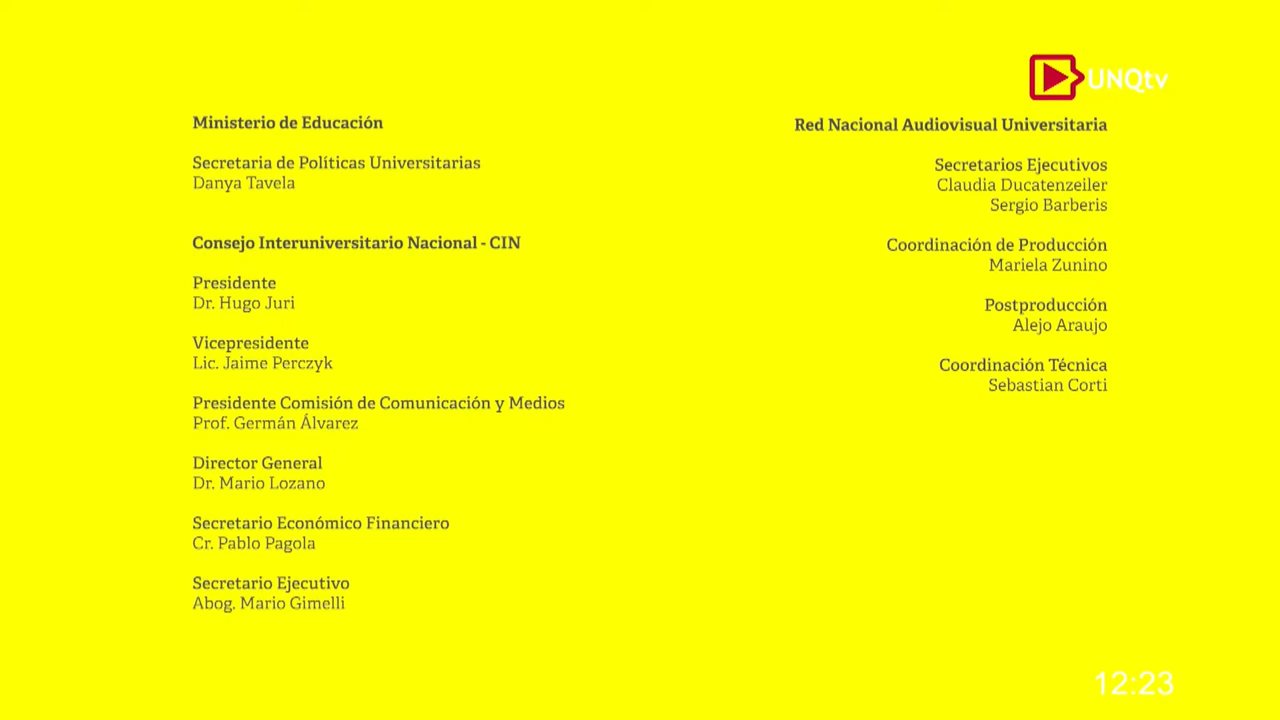 UNQtv
Ministerio de Educación
Secretaria de Políticas Universitarias
Danya Tavela
Consejo Interuniversitario Nacional - CIN
Presidente
Dr. Hugo Juri
Vicepresidente
Lic. Jaime Perczyk
Presidente Comisión de Comunicación y Medios
Prof. Germán Álvarez
Director General
Dr. Mario Lozano
Secretario Económico Financiero
Cr. Pablo Pagola
Secretario Ejecutivo
Abog. Mario Gimelli
Red Nacional Audiovisual Universitaria
Secretarios Ejecutivos
Claudia Ducatenzeiler
Sergio Barberis
Coordinación de Producción
Mariela Zunino
Postproducción
Alejo Araujo
Coordinación Técnica
Sebastian Corti
12:23